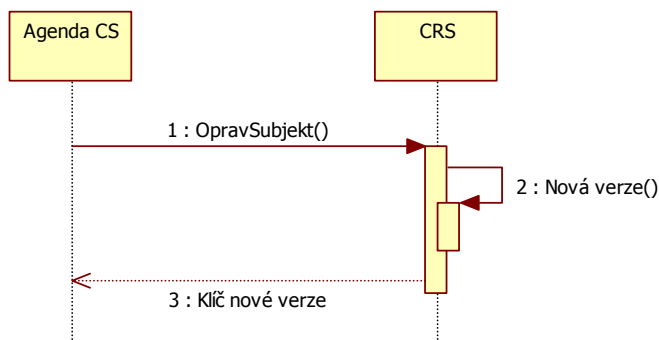 Agenda CS
CRS
1 : OpravSubjekt()
2 : Nová verze()
3 : Klíč nové verze